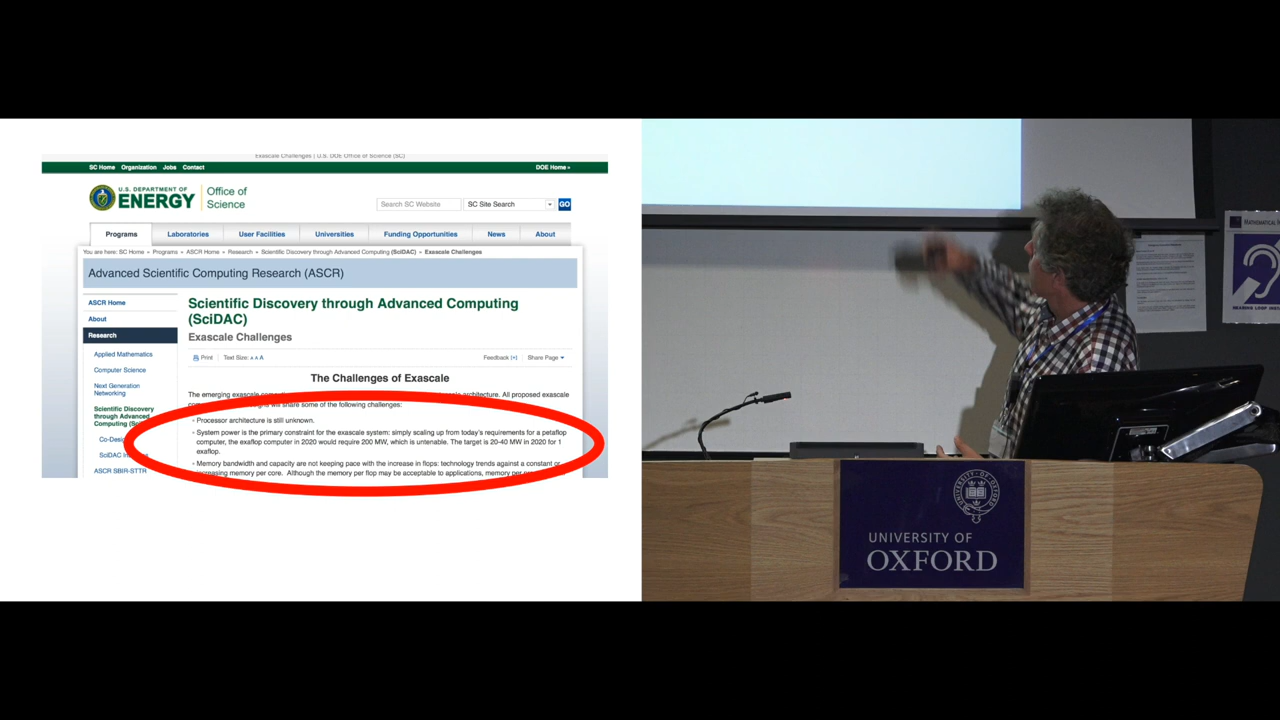 Exascale Challenges | U.S. DOE Office of Science (SC)
SC Home Organization Jobs Contact
DOE Home »
U.S. DEPARTMENT OF
ENERGY
Office of
Science
Search SC Website
SC Site Search
GO
Programs
Laboratories
User Facilities
Universities
Funding Opportunities
News
About
You are here: SC Home » Programs » ASCR Home » Research » Scientific Discovery through Advanced Computing (SciDAC) » Exascale Challenges
Advanced Scientific Computing Research (ASCR)
ASCR Home
About
Research
Applied Mathematics
Computer Science
Next Generation
Networking
Scientific Discovery
through Advanced
Computing
SciDAC
ASCR SBIR-STTR
Scientific Discovery through Advanced Computing
(SciDAC)
Exascale Challenges
Print
Text Size: A A A
Feedback [+]
Share Page
The Challenges of Exascale
The emerging exascale architecture. All proposed exascale
will share some of the following challenges:
Processor architecture is still unknown.
System power is the primary constraint for the exascale system: simply scaling up from today's requirements for a petaflop
computer, the exaflop computer in 2020 would require 200 MW, which is untenable. The target is 20-40 MW in 2020 for 1
exaflop.
Memory bandwidth and capacity are not keeping pace with the increase in flops: technology trends against a constant or
increasing memory per core. Although the memory per flop may be acceptable to applications, memory per
UNIVERSITY OF
OXFORD
MATHEMATICAL